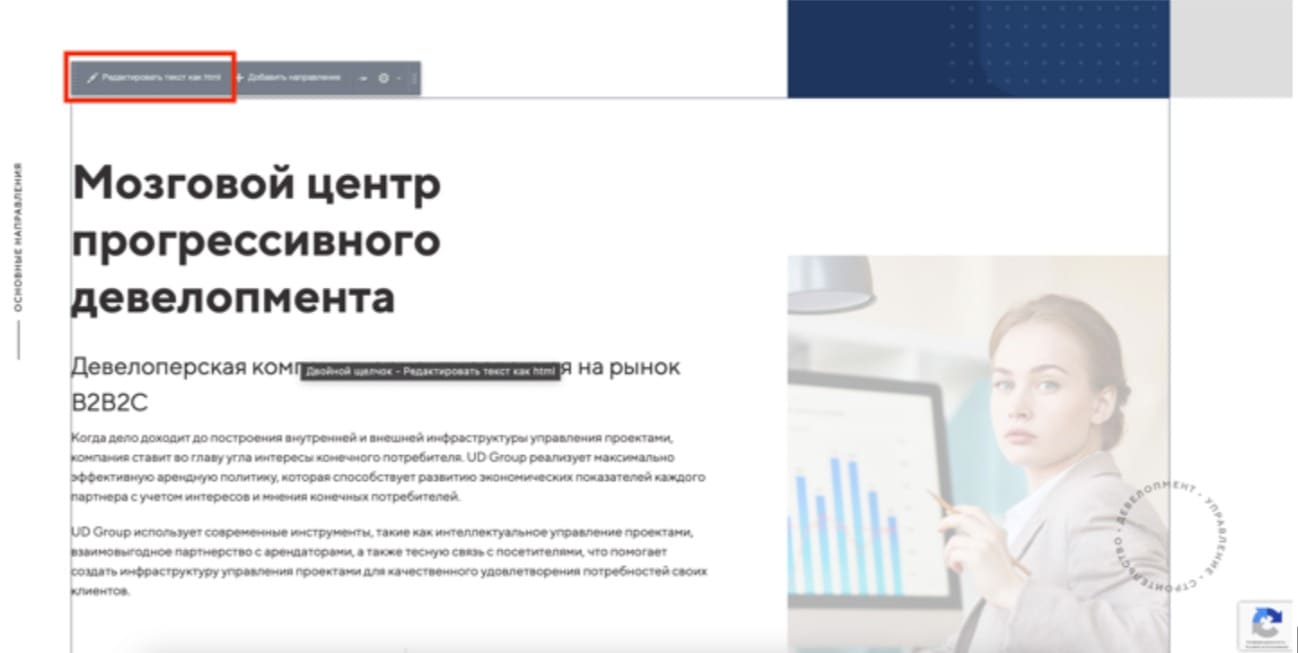 Редактировать текст как html
Добавить направление
ОСНОВНЫЕ НАПРАВЛЕНИЯ
Мозговой центр
прогрессивного
девелопмента
Девелоперская я на рынок
Двойной щелчок - Редактировать текст как html
B2B2C
Когда дело доходит до построения внутренней и внешней инфраструктуры управления проектами,
компания ставит во главу угла интересы конечного потребителя. UD Group реализует максимально
эффективную арендную политику, которая способствует развитию экономических показателей каждого
партнера с учетом интересов и мнения конечных потребителей.
UD Group использует современные инструменты, такие как интеллектуальное управление проектами,
взаимовыгодное партнерство с арендаторами, а также тесную связь с посетителями, что помогает
создать инфраструктуру управления проектами для качественного удовлетворения потребностей своих
клиентов.
ДЕВЕЛОПМЕНТ - УПРАВЛЕНИЕ - СТРОИТЕЛЬСТВО -